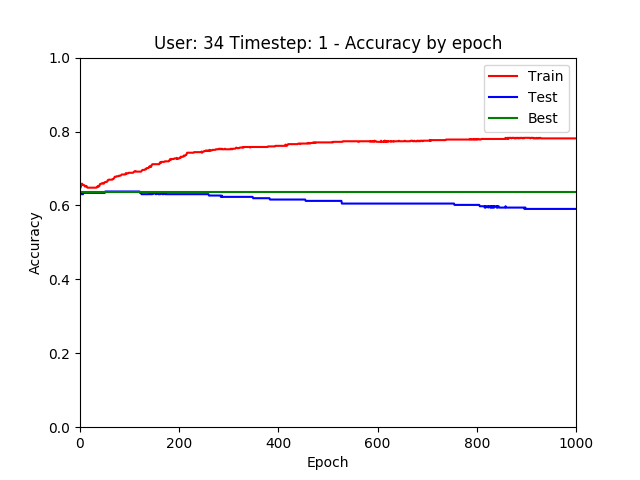 User: 34 Timestep: 1 - Accuracy by epoch
1.0
0.8
0.6
0.4
0.2
0.0
Accuracy
Train
Test
Best
0 200 400 600 800 1000
Epoch